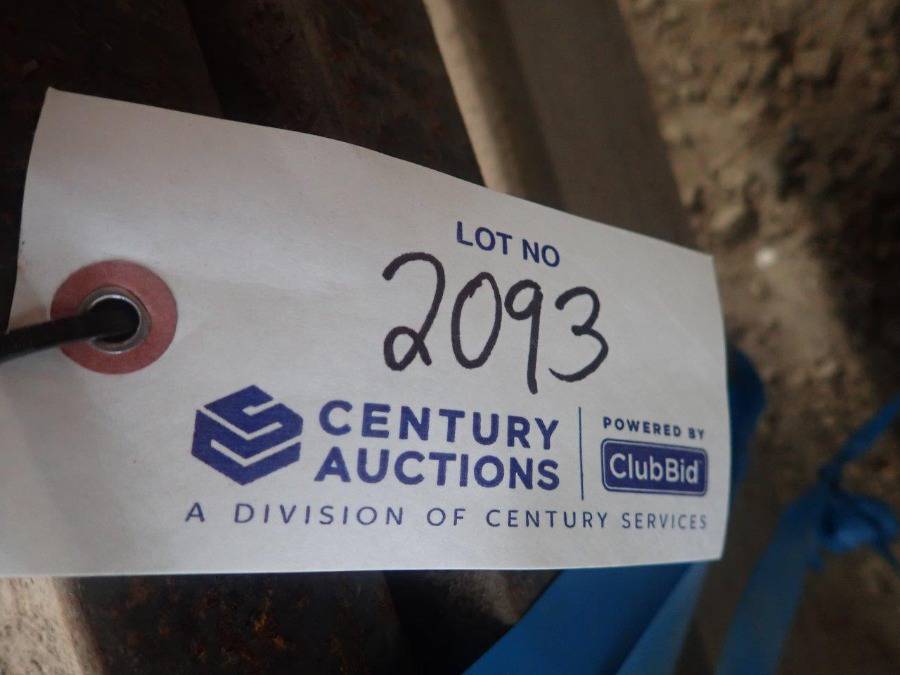 LOT NO
2093
CENTURY
AUCTIONS
POWERED BY
ClubBid
A DIVISION OF CENTURY SERVICES